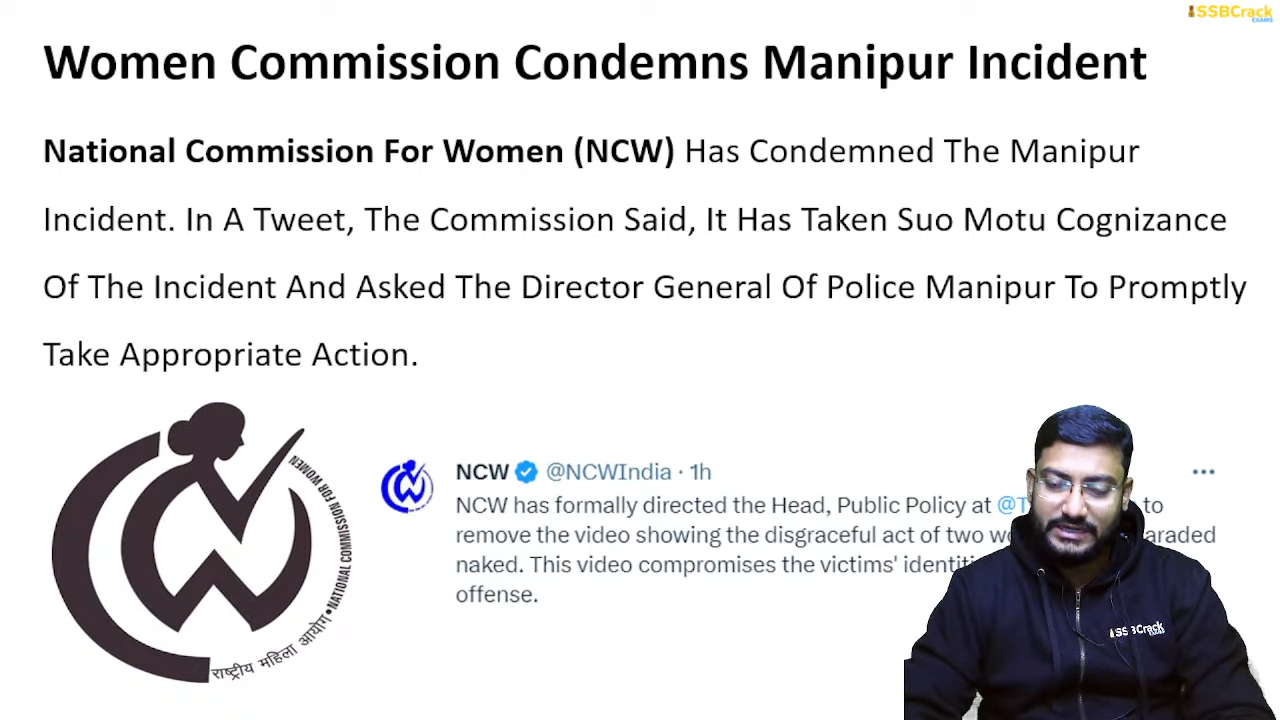 SSBCrack
EXAMS
Women Commission Condemns Manipur Incident
National Commission For Women (NCW) Has Condemned The Manipur
Incident. In A Tweet, The Commission Said, It Has Taken Suo Motu Cognizance
Of The Incident And Asked The Director General Of Police Manipur To Promptly
Take Appropriate Action.
राष्ट्रीय महिला आयोग•NATIONAL COMMISSION FOR WOMEN
NCW @NCWIndia · 1h
NCW has formally directed the Head, Public Policy at to
remove the video showing the disgraceful act of two
naked. This video compromises the victims'
offense.
SSBCrack
EXAMS